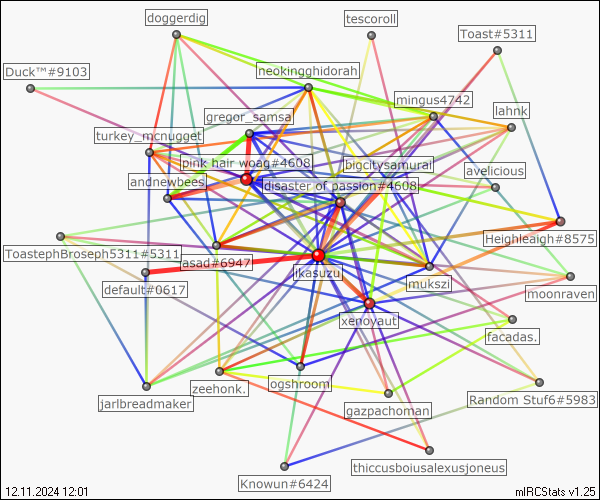 doggerdig
tescoroll
Toast#5311
Duck™#9103
neokingghidorah
mingus4742
gregor_samsa
lahnk
turkey_mcnugget
pink hair woag#4608
bigcitysamurai
avelicious
andnewbees
disaster of passion#4608
Heighleaigh#8575
ToastephBroseph5311#5311
asad#6947
ikasuzu
mukszi
default#0617
moonraven
xenoyaut
facadas.
zeehonk.
ogshroom
jarlbreadmaker
gazpachoman
Random Stuf6#5983
thiccusboiusalexusjoneus
Knowun#6424
12.11.2024 12:01
mIRCStats v1.25